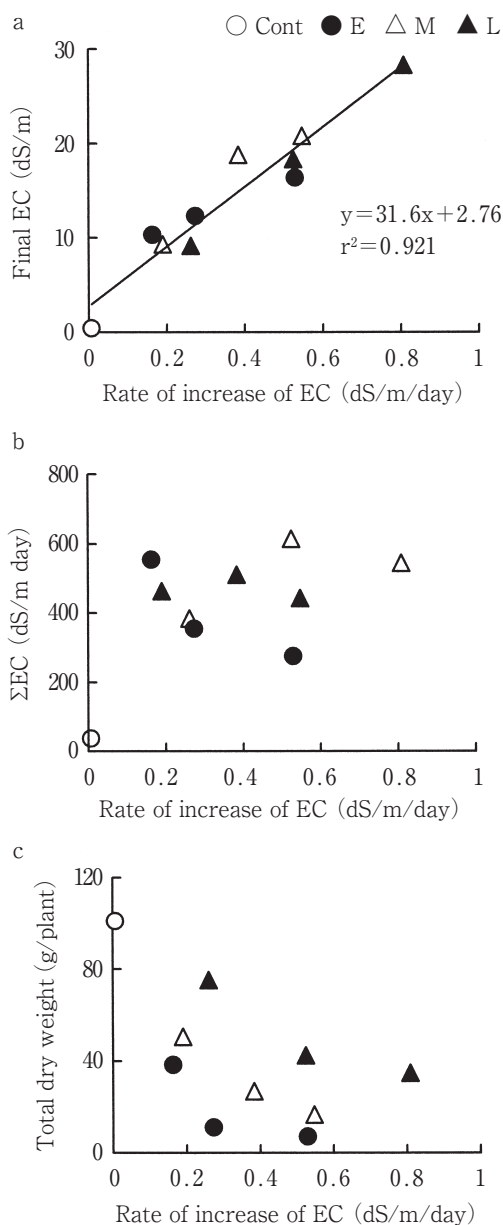 a
○ Cont ● E △ M ▲ L
30
20
10
0
Final EC (dS/m)
y=31.6x+2.76
r²=0.921
0 0.2 0.4 0.6 0.8 1
Rate of increase of EC (dS/m/day)
b
800
600
400
200
0
ΣEC (dS/m day)
0 0.2 0.4 0.6 0.8 1
Rate of increase of EC (dS/m/day)
c
120
80
40
0
Total dry weight (g/plant)
0 0.2 0.4 0.6 0.8 1
Rate of increase of EC (dS/m/day)